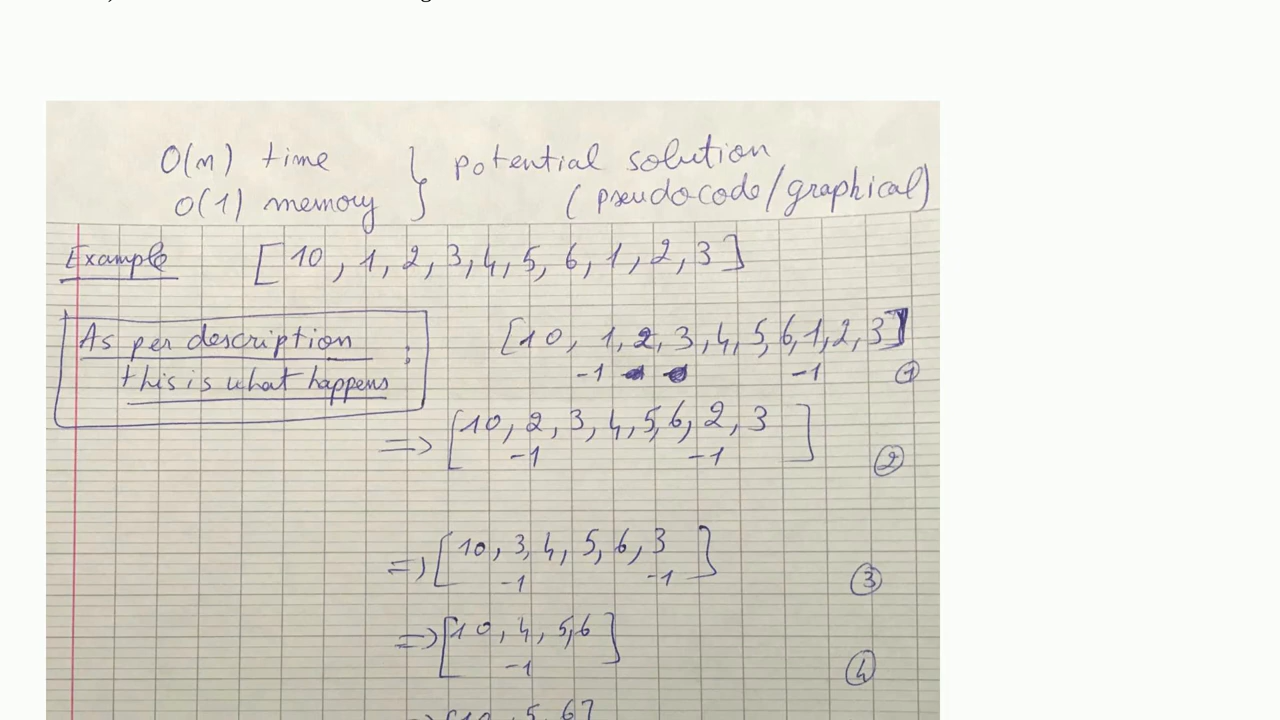 O(n) time } potential solution
O(1) memory (pseudocode/graphical)
Example [10, 1, 2, 3, 4, 5, 6, 1, 2, 3]
As per description : [10, 1, 2, 3, 4, 5, 6, 1, 2, 3]
this is what happens -1 -1 1
=> [10, 2, 3, 4, 5, 6, 2, 3]
-1 -1 2
=> [10, 3, 4, 5, 6, 3]
-1 -1 3
=> [10, 4, 5, 6]
-1 4
=> [10, 5, 6]